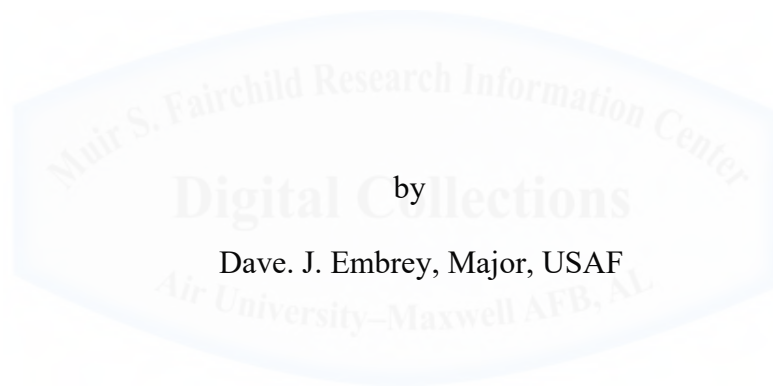 Muir S. Fairchild Research Information Center
by
Digital Collections
Dave. J. Embrey, Major, USAF
Air University–Maxwell AFB, AL